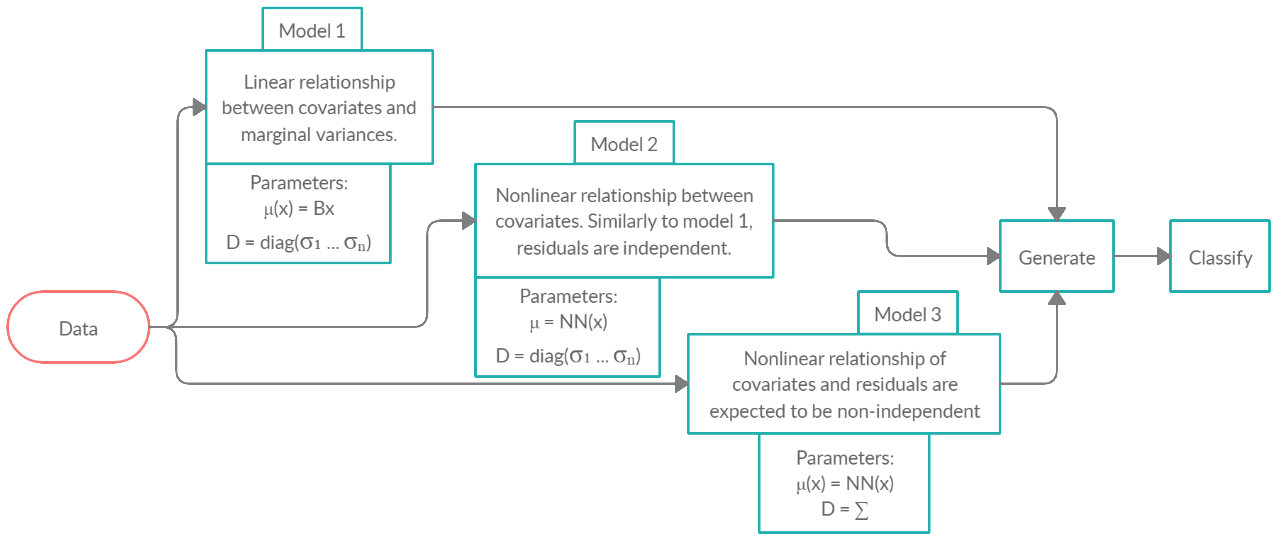 Model 1
Linear relationship
between covariates and
marginal variances.
Parameters:
μ(x) = Bx
D = diag(σ₁ ... σₙ)
Model 2
Nonlinear relationship between
covariates. Similarly to model 1,
residuals are independent.
Parameters:
μ = NN(x)
D = diag(σ₁ ... σₙ)
Data
Model 3
Nonlinear relationship of
covariates and residuals are
expected to be non-independent
Parameters:
μ(x) = NN(x)
D = ∑
Generate
Classify